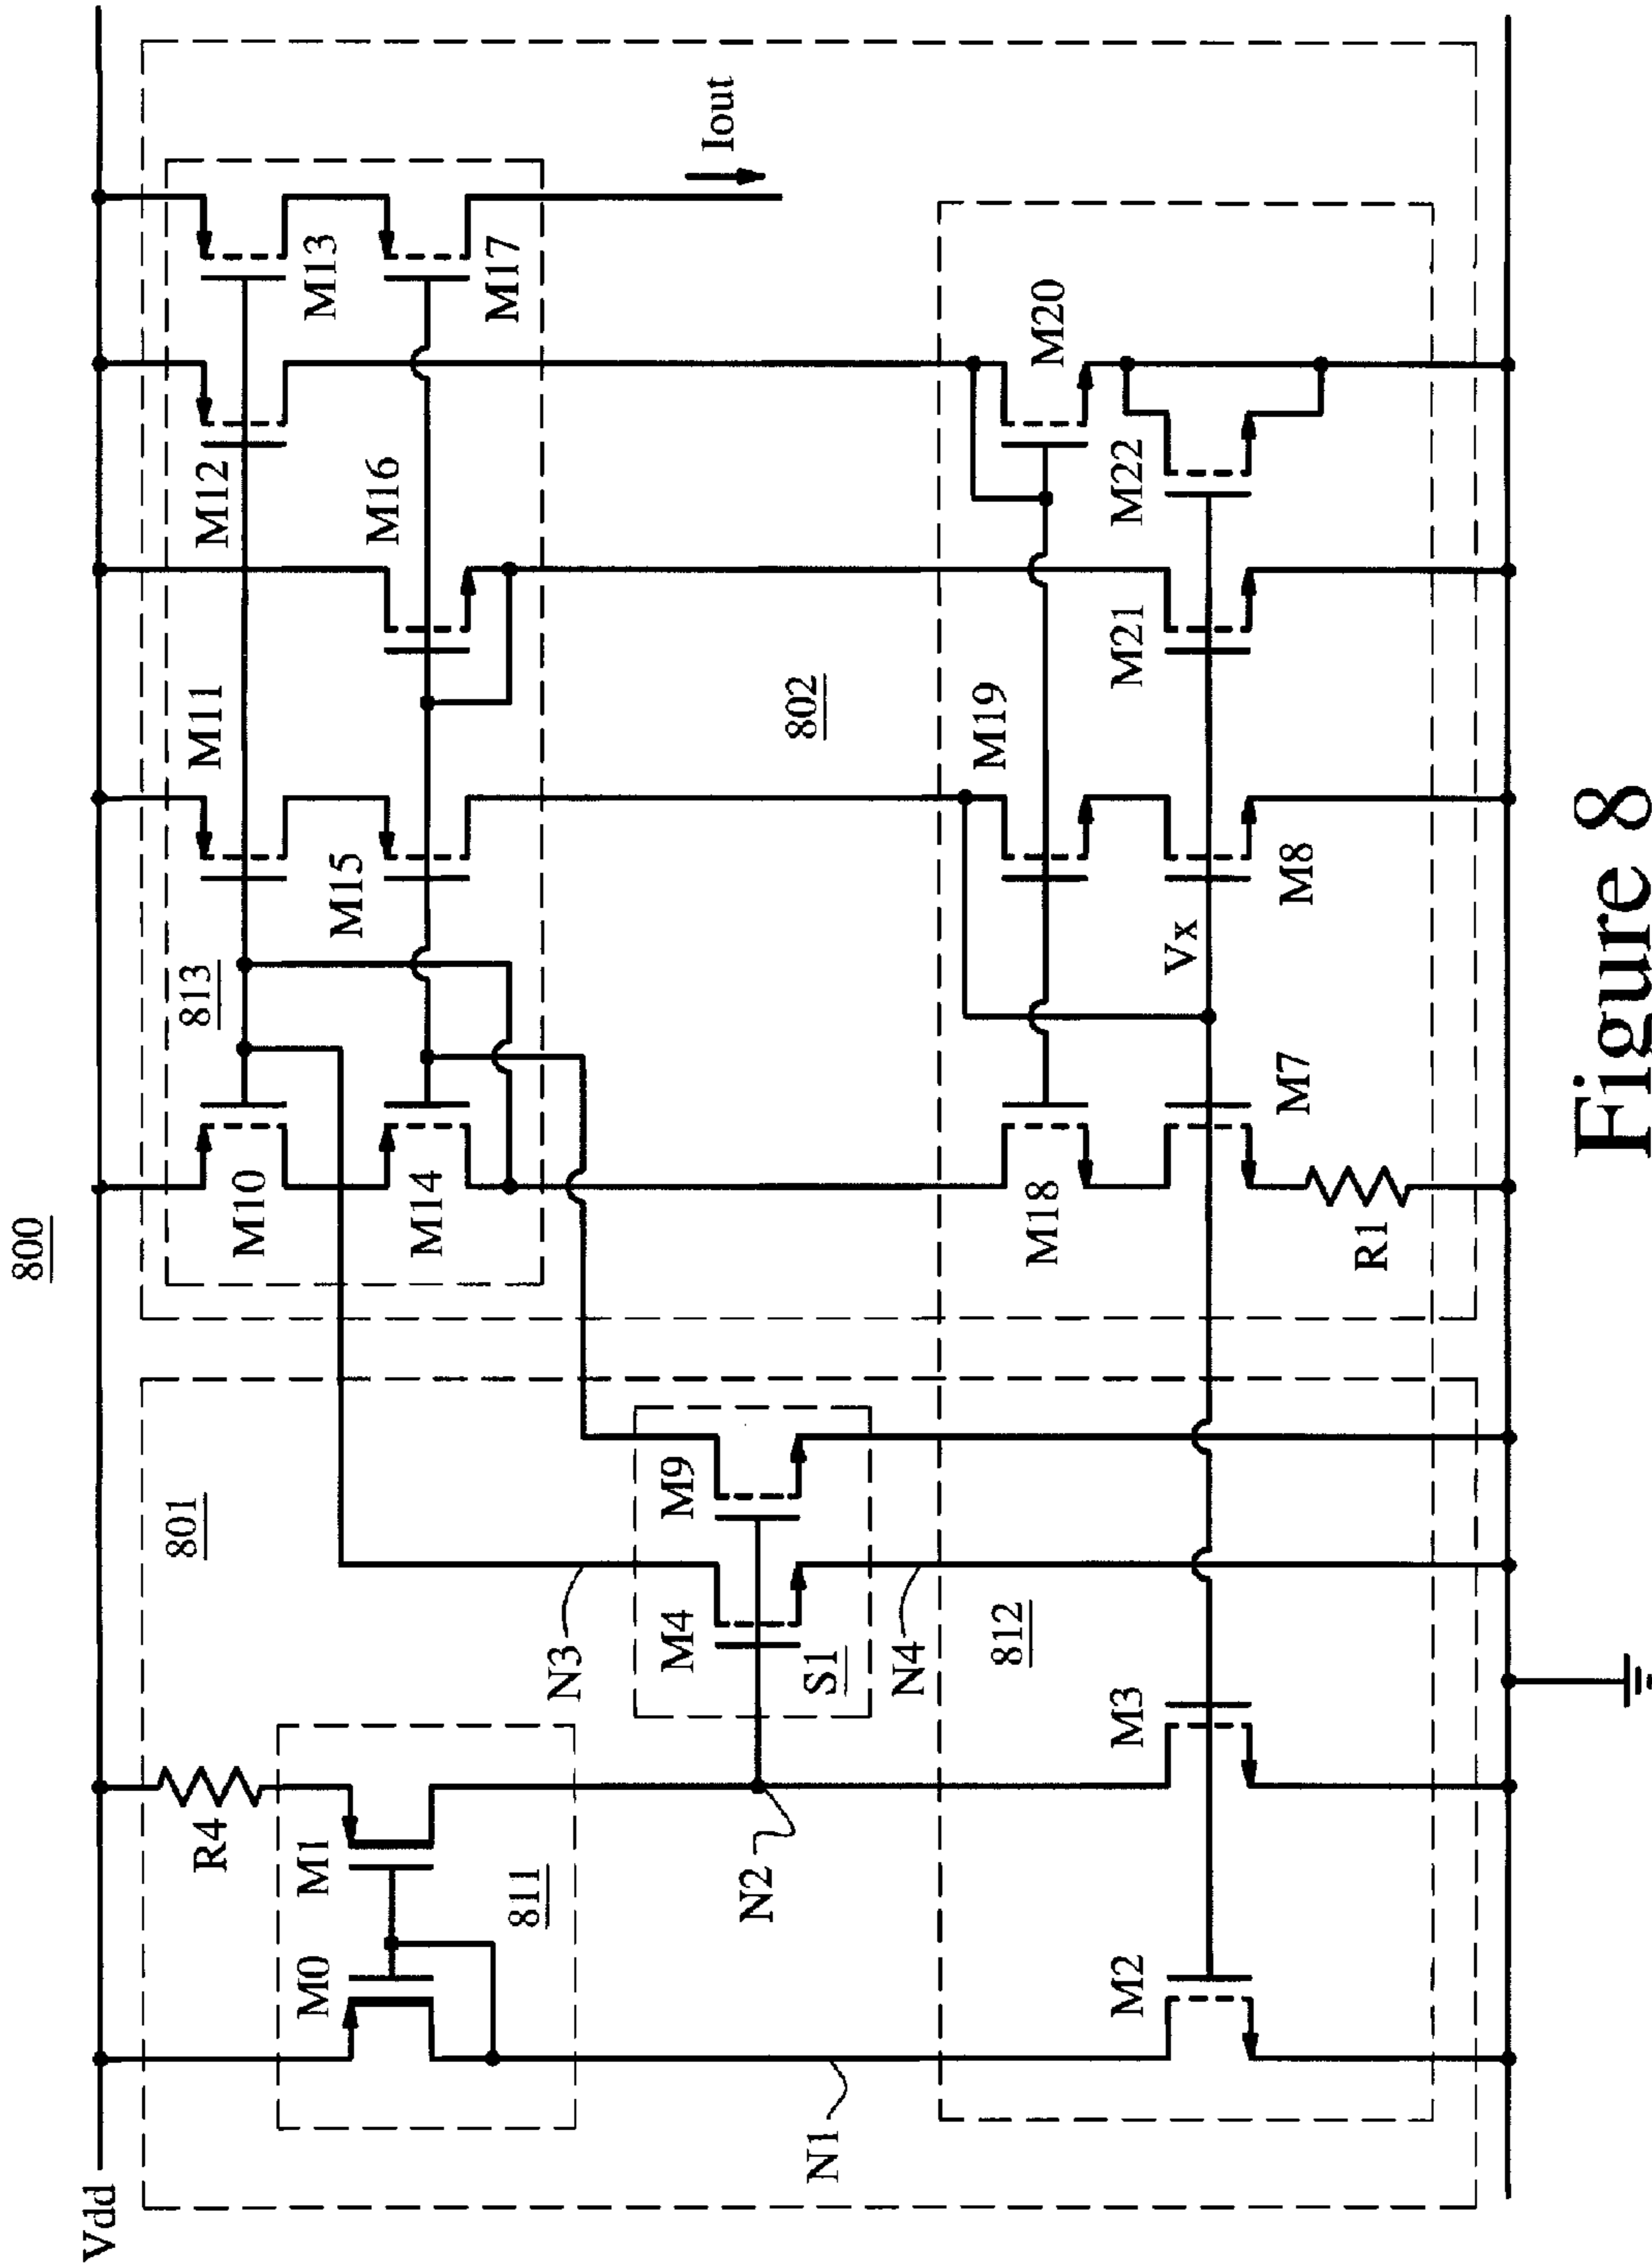 800
Vdd
801
R4
M0
M1
811
N1
N2
N3
M4
M9
S1
N4
812
M2
M3
813
M10
M11
M12
M13
M14
M15
M16
M17
Iout
802
M18
M19
M20
Vx
M7
M8
M21
M22
R1
Figure 8